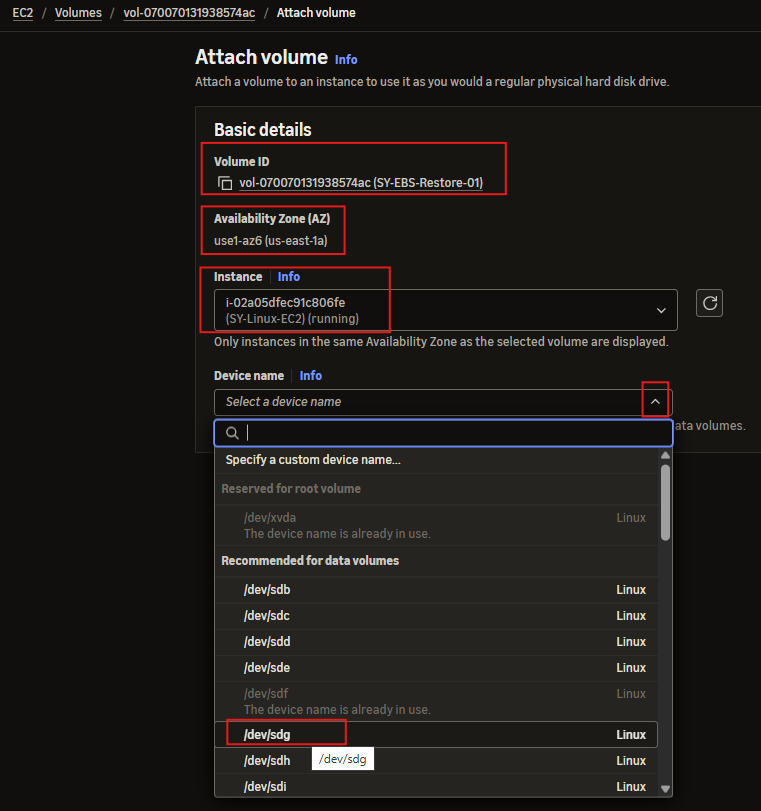 EC2 / Volumes / vol-070070131938574ac / Attach volume
Attach volume Info
Attach a volume to an instance to use it as you would a regular physical hard disk drive.
Basic details
Volume ID
vol-070070131938574ac (SY-EBS-Restore-01)
Availability Zone (AZ)
use1-az6 (us-east-1a)
Instance | Info
i-02a05dfec91c806fe
(SY-Linux-EC2) (running)
Only instances in the same Availability Zone as the selected volume are displayed.
Device name | Info
Select a device name
ata volumes.
Specify a custom device name...
Reserved for root volume
/dev/xvda Linux
The device name is already in use.
Recommended for data volumes
/dev/sdb Linux
/dev/sdc Linux
/dev/sdd Linux
/dev/sde Linux
/dev/sdf Linux
The device name is already in use.
/dev/sdg Linux
/dev/sdh Linux
/dev/sdg
/dev/sdi Linux